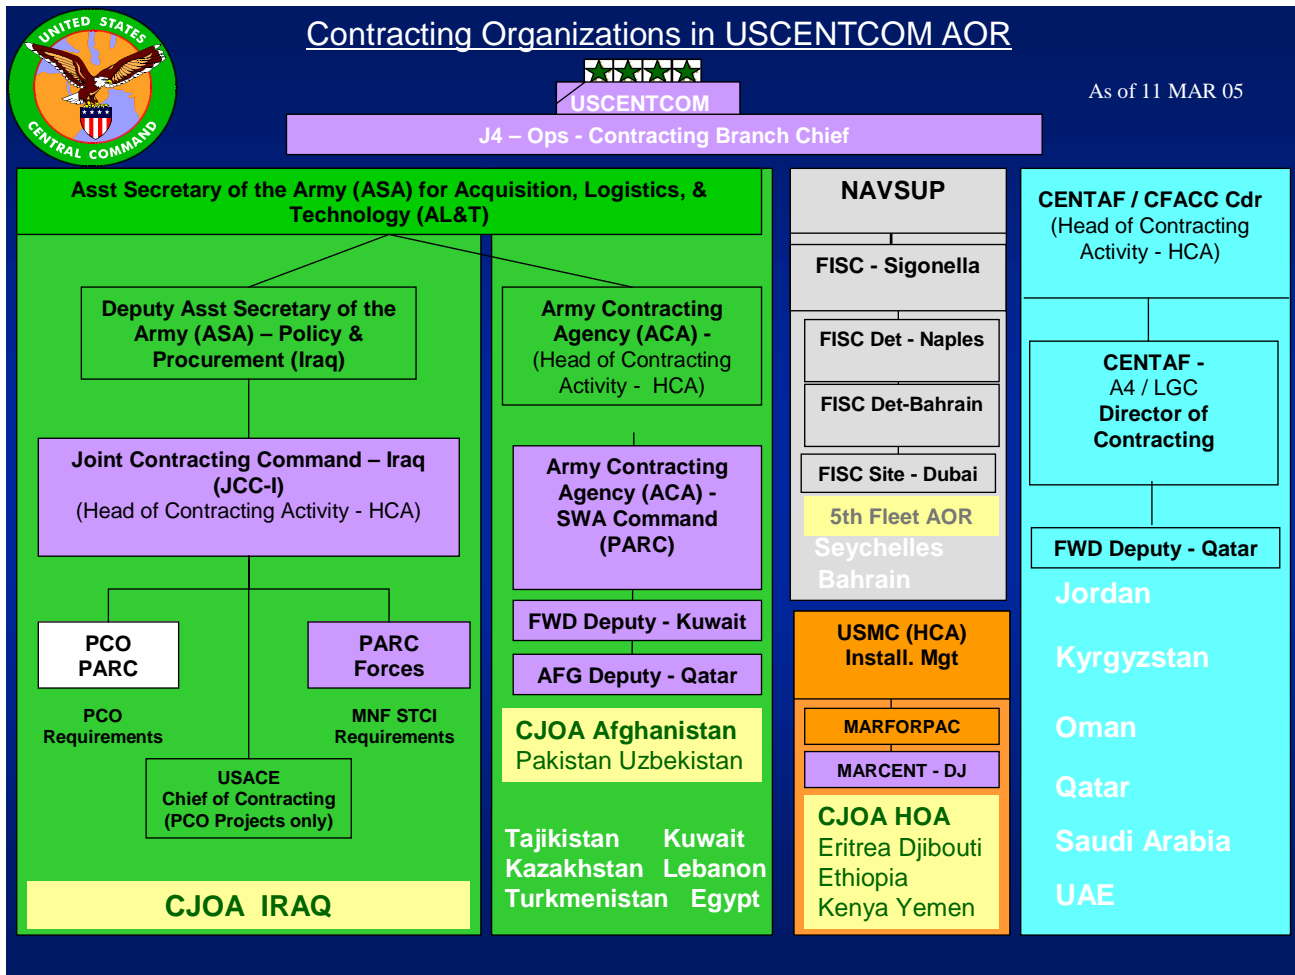 UNITED STATES
CENTRAL COMMAND
Contracting Organizations in USCENTCOM AOR
As of 11 MAR 05
USCENTCOM
J4 – Ops - Contracting Branch Chief
Asst Secretary of the Army (ASA) for Acquisition, Logistics, &
Technology (AL&T)
Deputy Asst Secretary of the
Army (ASA) – Policy &
Procurement (Iraq)
Joint Contracting Command – Iraq
(JCC-I)
(Head of Contracting Activity - HCA)
PCO
PARC
PARC
Forces
PCO
Requirements
MNF STCI
Requirements
USACE
Chief of Contracting
(PCO Projects only)
CJOA IRAQ
Army Contracting
Agency (ACA) -
(Head of Contracting
Activity - HCA)
Army Contracting
Agency (ACA) -
SWA Command
(PARC)
FWD Deputy - Kuwait
AFG Deputy - Qatar
CJOA Afghanistan
Pakistan Uzbekistan
Tajikistan Kuwait
Kazakhstan Lebanon
Turkmenistan Egypt
NAVSUP
FISC - Sigonella
FISC Det - Naples
FISC Det-Bahrain
FISC Site - Dubai
5th Fleet AOR
Seychelles
Bahrain
USMC (HCA)
Install. Mgt
MARFORPAC
MARCENT - DJ
CJOA HOA
Eritrea Djibouti
Ethiopia
Kenya Yemen
CENTAF / CFACC Cdr
(Head of Contracting
Activity - HCA)
CENTAF -
A4 / LGC
Director of
Contracting
FWD Deputy - Qatar
Jordan
Kyrgyzstan
Oman
Qatar
Saudi Arabia
UAE